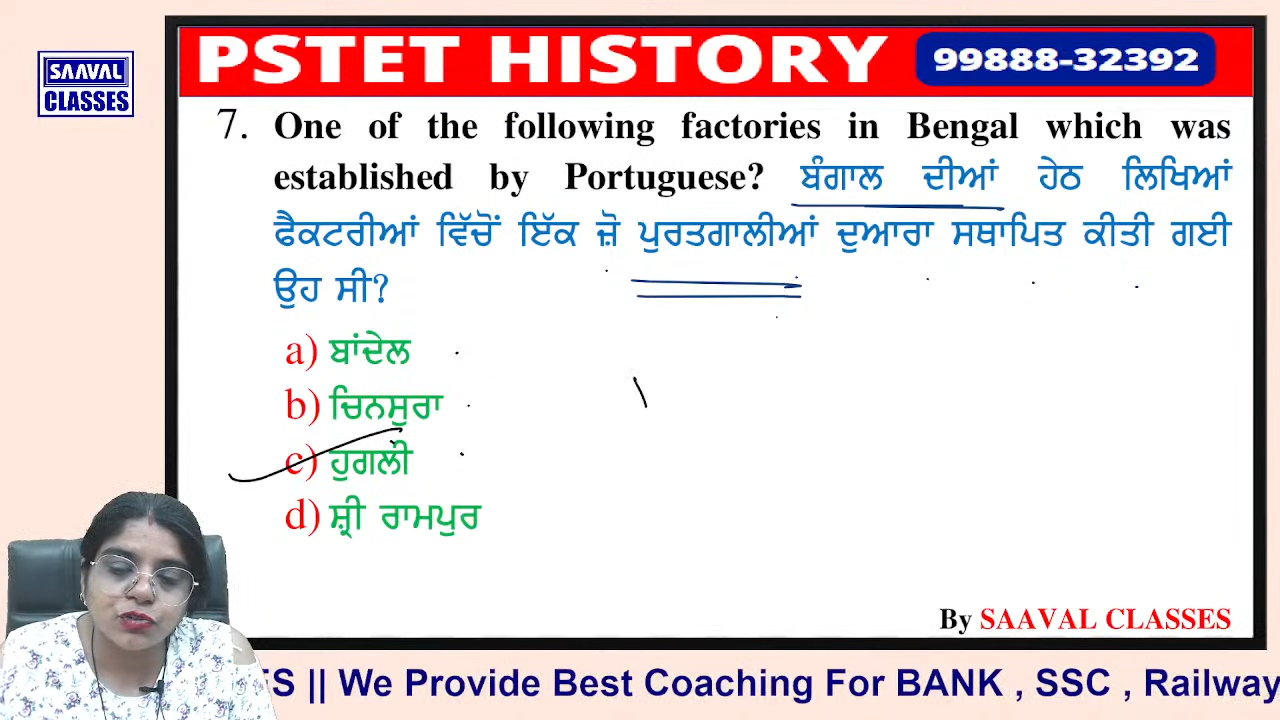 SAAVAL
CLASSES
PSTET HISTORY
99888-32392
7. One of the following factories in Bengal which was
established by Portuguese? ਬੰਗਾਲ ਦੀਆਂ ਹੇਠ ਲਿਖਿਆਂ
ਫੈਕਟਰੀਆਂ ਵਿੱਚੋਂ ਇੱਕ ਜ਼ੋ ਪੁਰਤਗਾਲੀਆਂ ਦੁਆਰਾ ਸਥਾਪਿਤ ਕੀਤੀ ਗਈ
ਉਹ ਸੀ?
a) ਬਾਂਦੇਲ
b) ਚਿਨਸੁਰਾ
c) ਹੁਗਲੀ
d) ਸ਼੍ਰੀ ਰਾਮਪੁਰ
By SAAVAL CLASSES
ES || We Provide Best Coaching For BANK , SSC , Railway